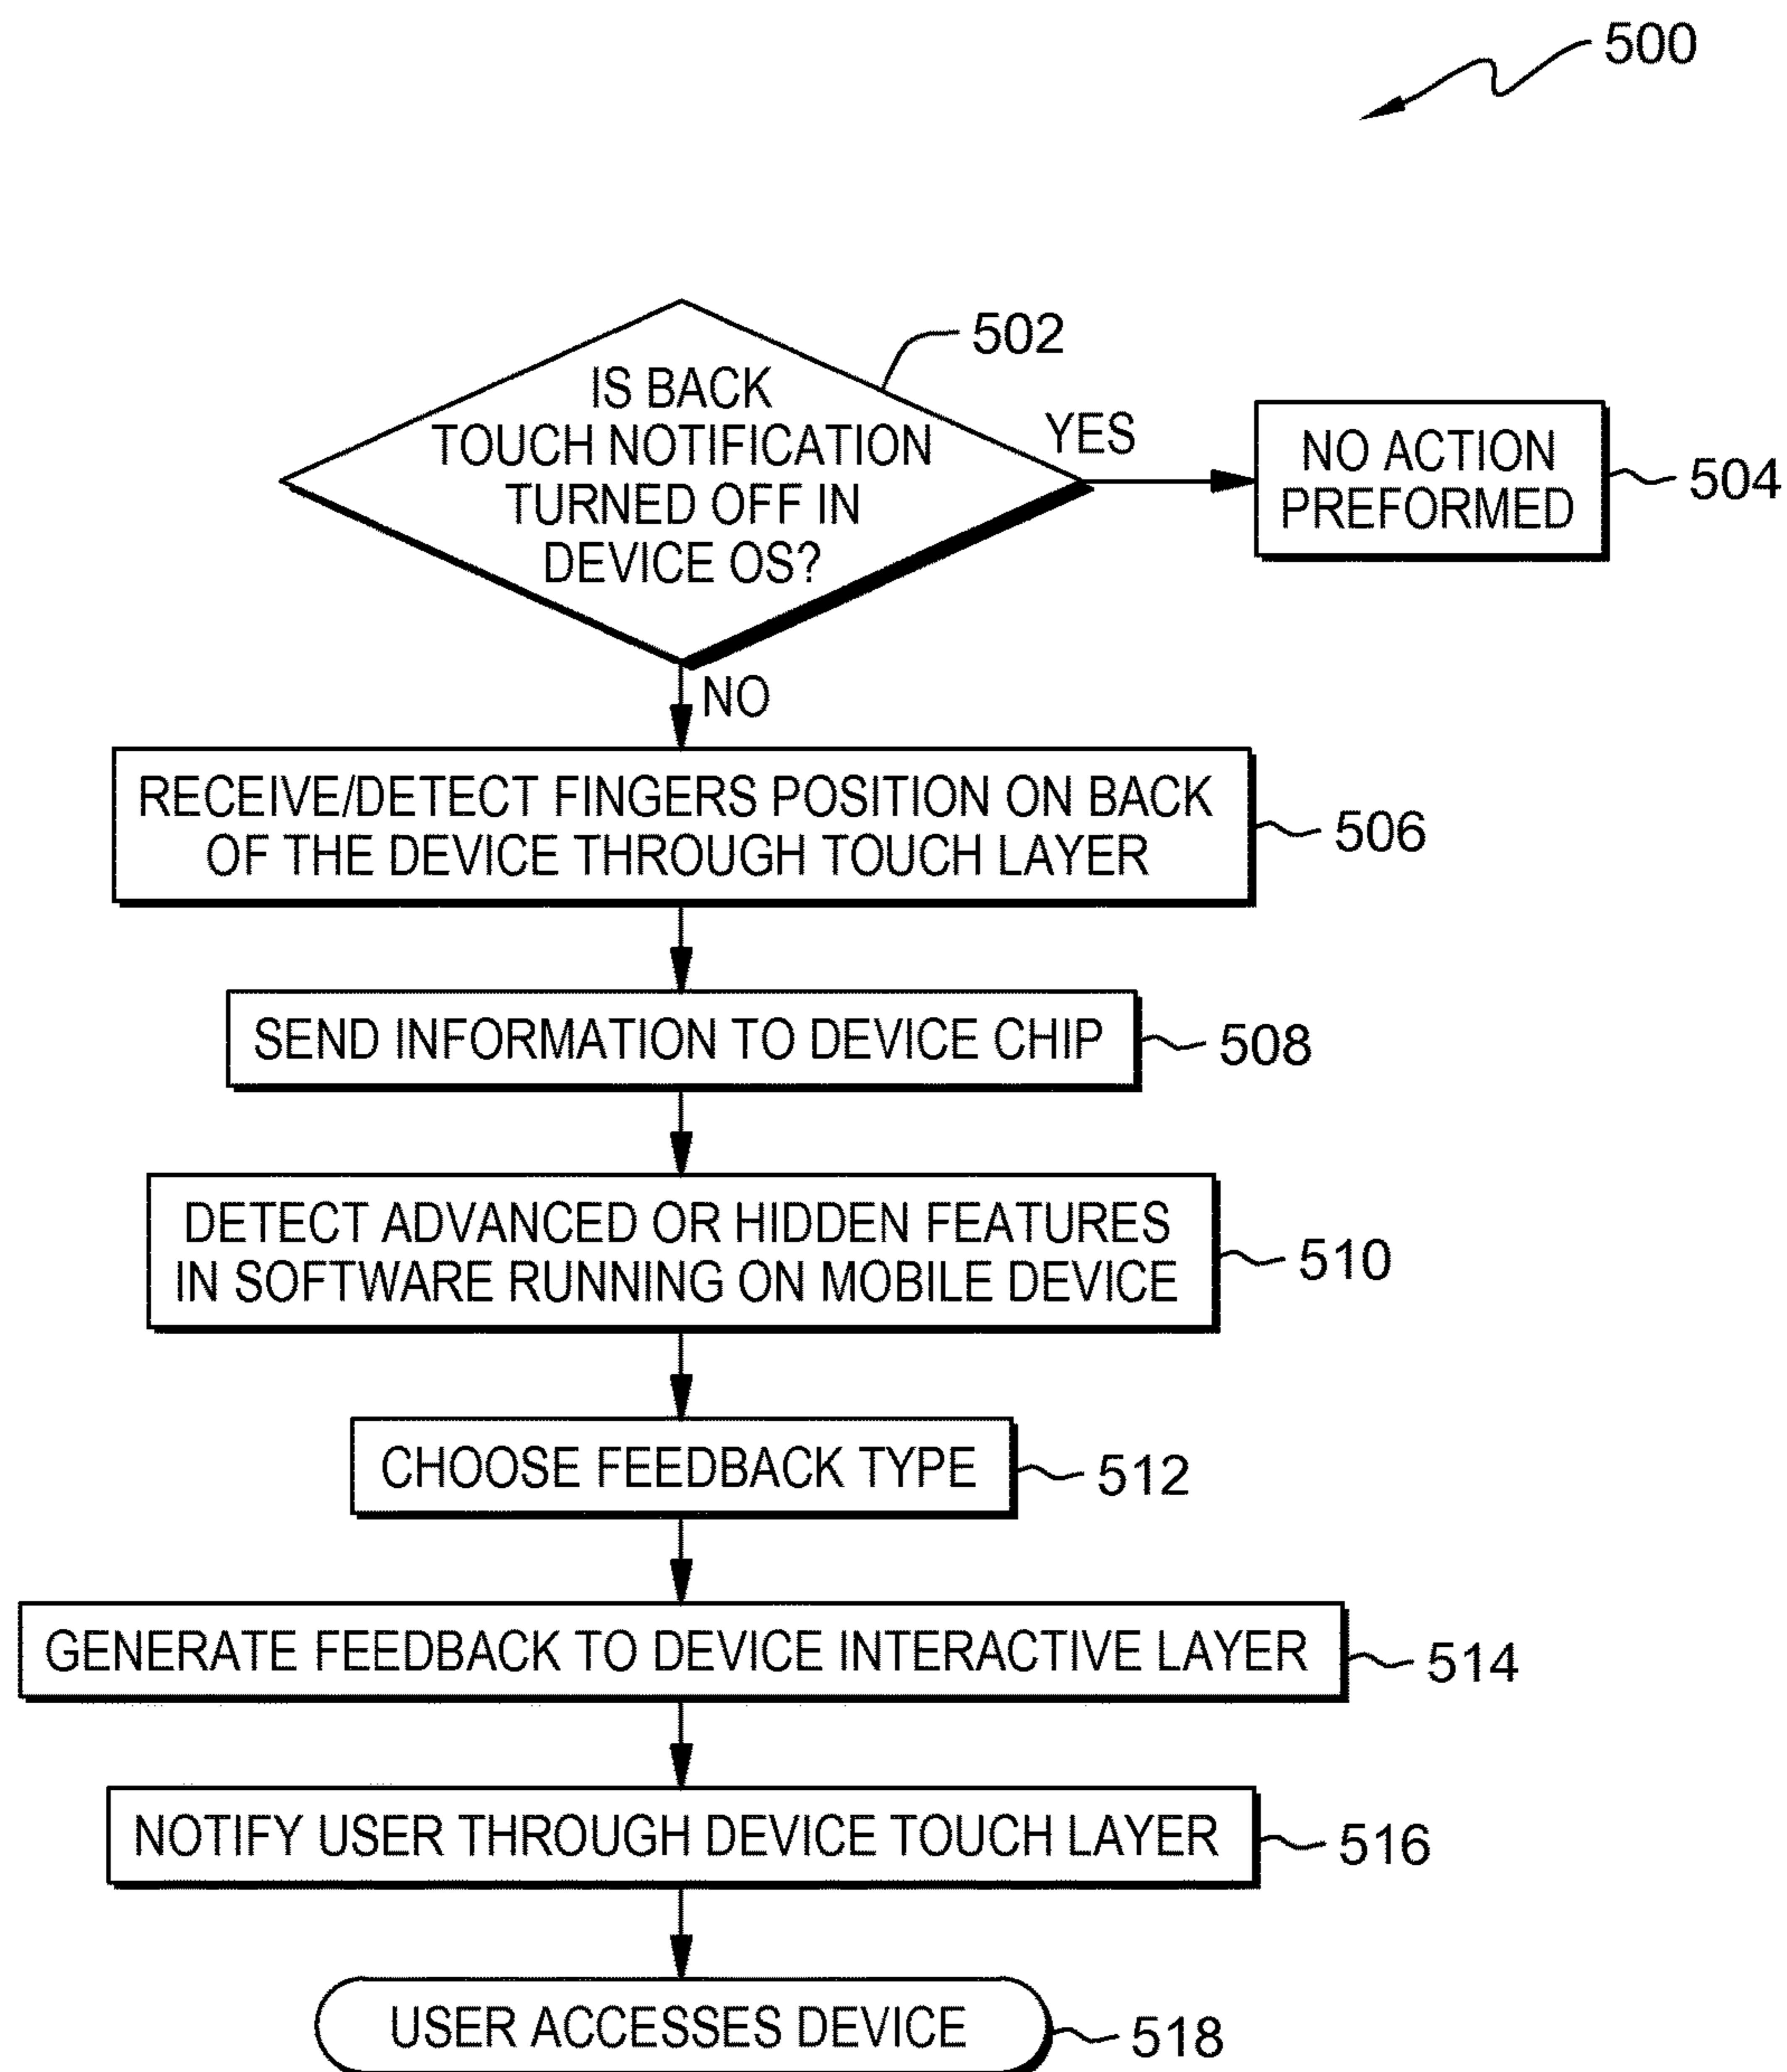 500
502
IS BACK
TOUCH NOTIFICATION
TURNED OFF IN
DEVICE OS?
YES
NO ACTION
PREFORMED
504
NO
RECEIVE/DETECT FINGERS POSITION ON BACK
OF THE DEVICE THROUGH TOUCH LAYER
506
SEND INFORMATION TO DEVICE CHIP
508
DETECT ADVANCED OR HIDDEN FEATURES
IN SOFTWARE RUNNING ON MOBILE DEVICE
510
CHOOSE FEEDBACK TYPE
512
GENERATE FEEDBACK TO DEVICE INTERACTIVE LAYER
514
NOTIFY USER THROUGH DEVICE TOUCH LAYER
516
USER ACCESSES DEVICE
518